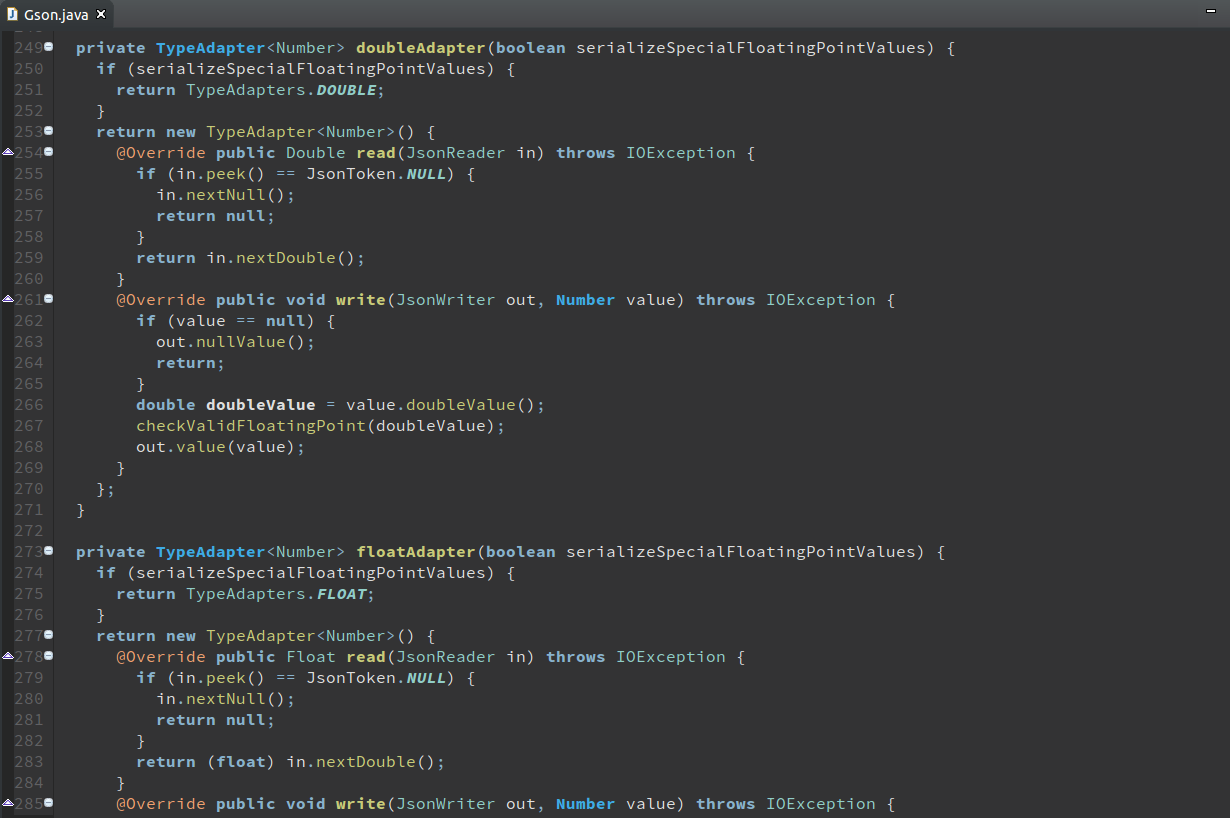 Gson.java
249 private TypeAdapter<Number> doubleAdapter(boolean serializeSpecialFloatingPointValues) {
250 if (serializeSpecialFloatingPointValues) {
251 return TypeAdapters.DOUBLE;
252 }
253 return new TypeAdapter<Number>() {
254 @Override public Double read(JsonReader in) throws IOException {
255 if (in.peek() == JsonToken.NULL) {
256 in.nextNull();
257 return null;
258 }
259 return in.nextDouble();
260 }
261 @Override public void write(JsonWriter out, Number value) throws IOException {
262 if (value == null) {
263 out.nullValue();
264 return;
265 }
266 double doubleValue = value.doubleValue();
267 checkValidFloatingPoint(doubleValue);
268 out.value(value);
269 }
270 };
271 }
272
273 private TypeAdapter<Number> floatAdapter(boolean serializeSpecialFloatingPointValues) {
274 if (serializeSpecialFloatingPointValues) {
275 return TypeAdapters.FLOAT;
276 }
277 return new TypeAdapter<Number>() {
278 @Override public Float read(JsonReader in) throws IOException {
279 if (in.peek() == JsonToken.NULL) {
280 in.nextNull();
281 return null;
282 }
283 return (float) in.nextDouble();
284 }
285 @Override public void write(JsonWriter out, Number value) throws IOException {